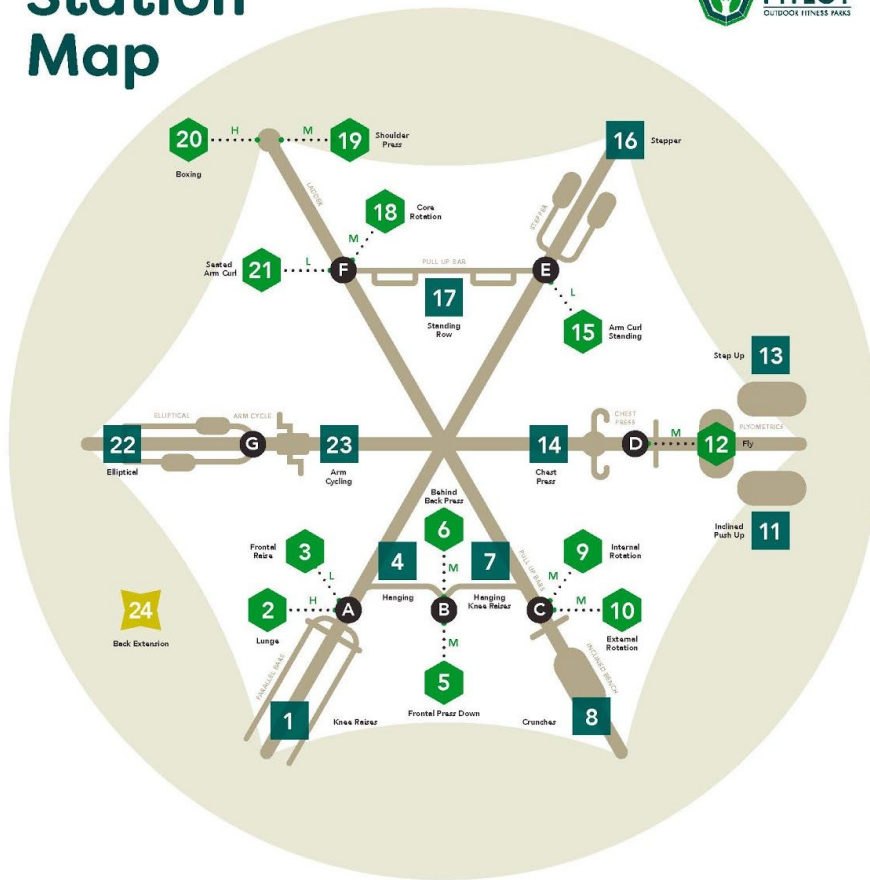 Station
Map
OUTDOOR FITNESS PARKS
20
H
M
19
Shoulder
Press
Boxing
16
Stepper
LADDER
18
Core
Rotation
M
STEPPER
Seated
Arm Curl
21
L
F
PULL UP BAR
E
17
Standing
Row
L
15
Arm Curl
Standing
Step Up
13
ELLIPTICAL
ARM CYCLE
CHEST
PRESS
PLYOMETRICS
22
G
23
14
D
M
12
Fly
Elliptical
Arm
Cycling
Chest
Press
Behind
Back Press
6
Inclined
Push Up
11
Frontal
Raise
3
4
7
9
Internal
Rotation
L
M
PULL UP BARS
M
24
Back Extension
2
H
A
Hanging
B
Hanging
Knee Raises
C
M
10
Lunge
External
Rotation
M
PARALLEL BARS
INCLINED BENCH
5
Frontal Press Down
1
Knee Raises
Crunches
8